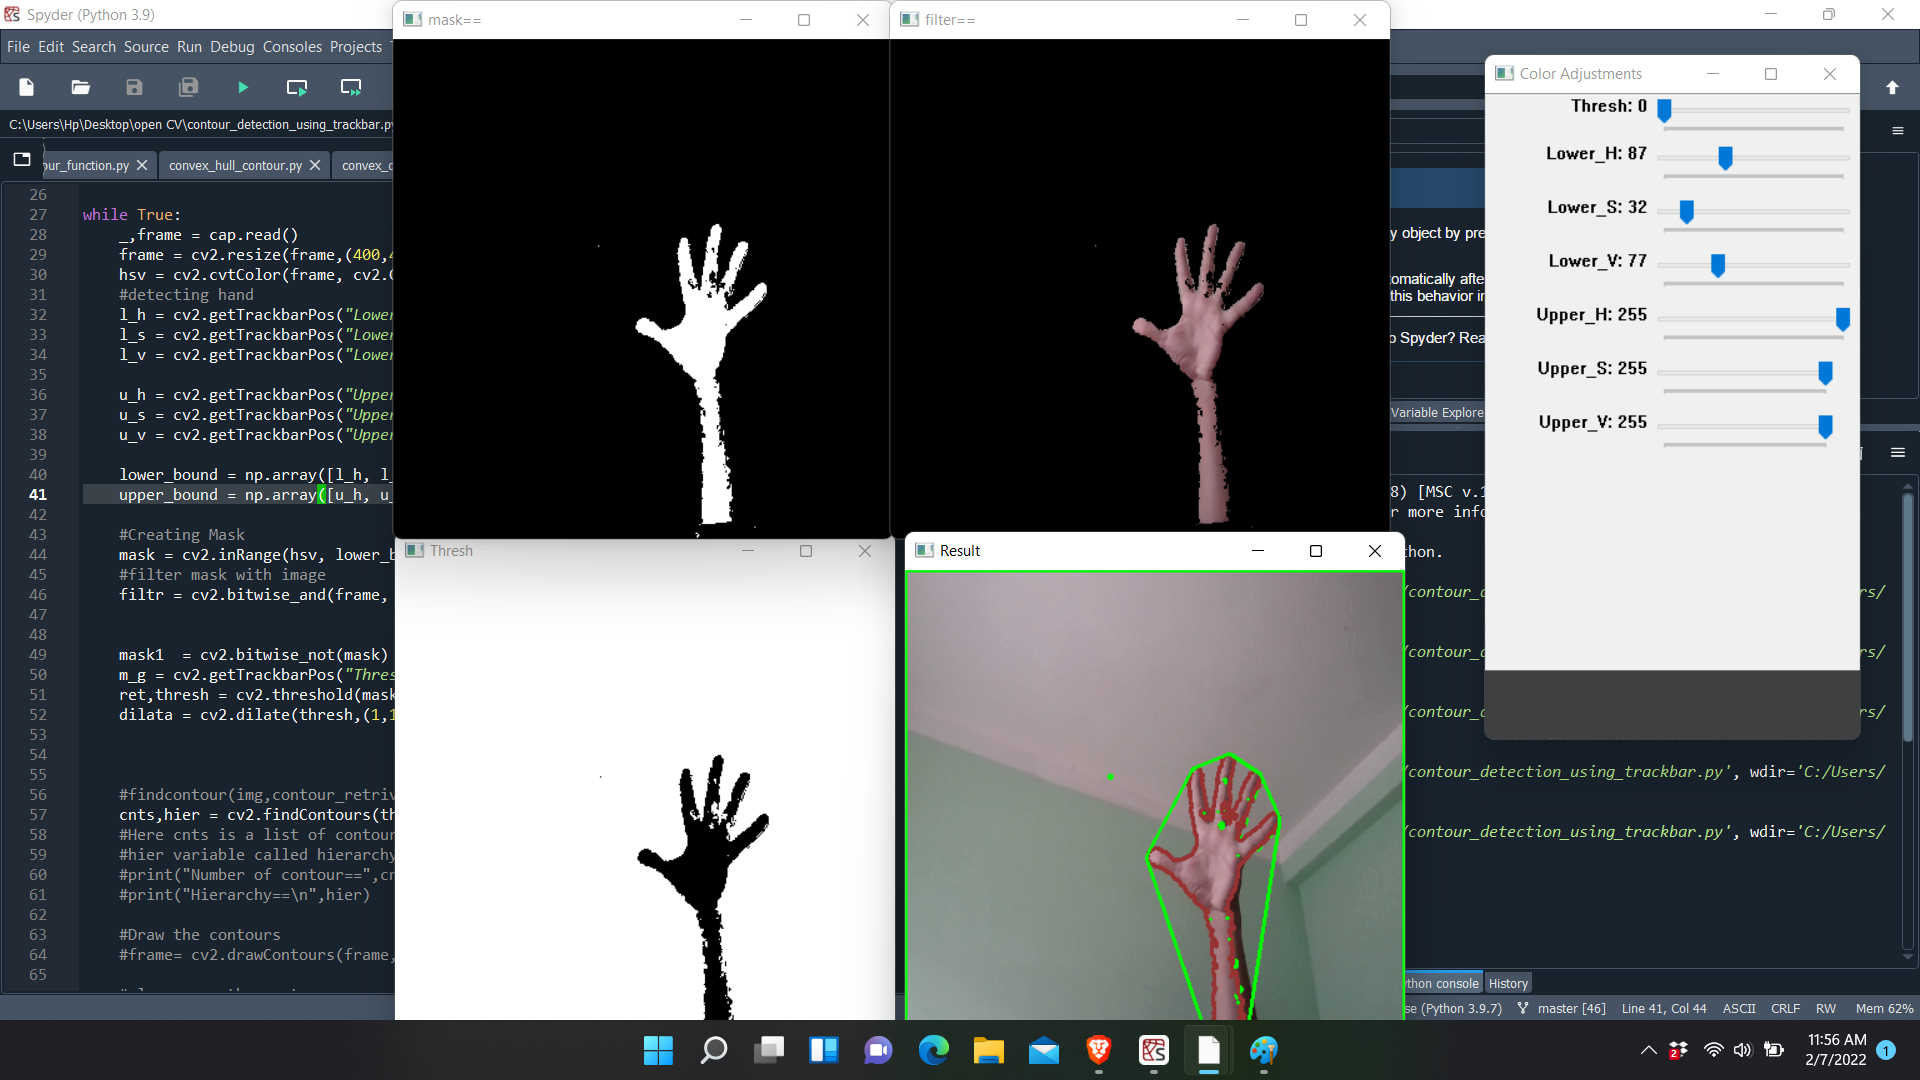 Spyder (Python 3.9)
File Edit Search Source Run Debug Consoles Projects
C:\Users\Hp\Desktop\open CV\contour_detection_using_trackbar.py
our_function.py
convex_hull_contour.py
convex_c
26
27 while True:
28 _,frame = cap.read()
29 frame = cv2.resize(frame,(400,4
30 hsv = cv2.cvtColor(frame, cv2.C
31 #detecting hand
32 l_h = cv2.getTrackbarPos("Lower
33 l_s = cv2.getTrackbarPos("Lower
34 l_v = cv2.getTrackbarPos("Lower
35
36 u_h = cv2.getTrackbarPos("Upper
37 u_s = cv2.getTrackbarPos("Upper
38 u_v = cv2.getTrackbarPos("Upper
39
40 lower_bound = np.array([l_h, l_
41 upper_bound = np.array([u_h, u_
42
43 #Creating Mask
44 mask = cv2.inRange(hsv, lower_b
45 #filter mask with image
46 filtr = cv2.bitwise_and(frame,
47
48
49 mask1  = cv2.bitwise_not(mask)
50 m_g = cv2.getTrackbarPos("Thres
51 ret,thresh = cv2.threshold(mask
52 dilata = cv2.dilate(thresh,(1,1
53
54
55
56 #findcontour(img,contour_retriv
57 cnts,hier = cv2.findContours(th
58 #Here cnts is a list of contour
59 #hier variable called hierarchy
60 #print("Number of contour==",cn
61 #print("Hierarchy==\n",hier)
62
63 #Draw the contours
64 #frame= cv2.drawContours(frame,
65
mask==
filter==
Thresh
Result
Color Adjustments
Thresh: 0
Lower_H: 87
Lower_S: 32
Lower_V: 77
Upper_H: 255
Upper_S: 255
Upper_V: 255
y object by pre
omatically afte
this behavior in
o Spyder? Rea
Variable Explore
8) [MSC v.1
r more info
thon.
/contour_d
rs/
/contour_d
rs/
/contour_d
rs/
/contour_detection_using_trackbar.py', wdir='C:/Users/
/contour_detection_using_trackbar.py', wdir='C:/Users/
ython console
History
se (Python 3.9.7)
master [46]
Line 41, Col 44
ASCII
CRLF
RW
Mem 62%
2
11:56 AM
2/7/2022
1